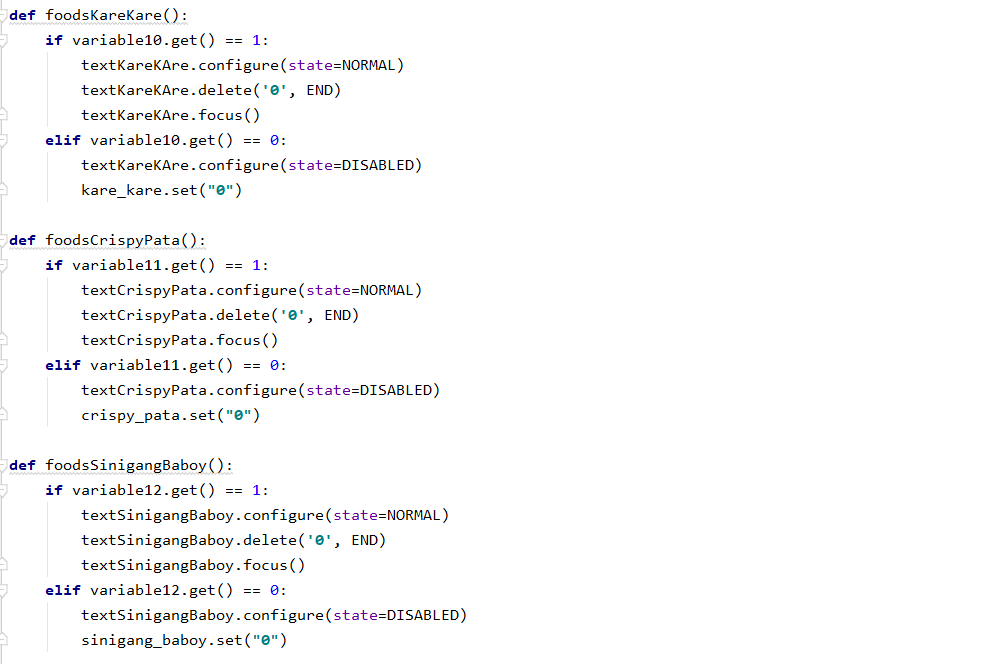 def foodsKareKare():
    if variable10.get() == 1:
        textKareKAre.configure(state=NORMAL)
        textKareKAre.delete('0', END)
        textKareKAre.focus()
    elif variable10.get() == 0:
        textKareKAre.configure(state=DISABLED)
        kare_kare.set("0")

def foodsCrispyPata():
    if variable11.get() == 1:
        textCrispyPata.configure(state=NORMAL)
        textCrispyPata.delete('0', END)
        textCrispyPata.focus()
    elif variable11.get() == 0:
        textCrispyPata.configure(state=DISABLED)
        crispy_pata.set("0")

def foodsSinigangBaboy():
    if variable12.get() == 1:
        textSinigangBaboy.configure(state=NORMAL)
        textSinigangBaboy.delete('0', END)
        textSinigangBaboy.focus()
    elif variable12.get() == 0:
        textSinigangBaboy.configure(state=DISABLED)
        sinigang_baboy.set("0")